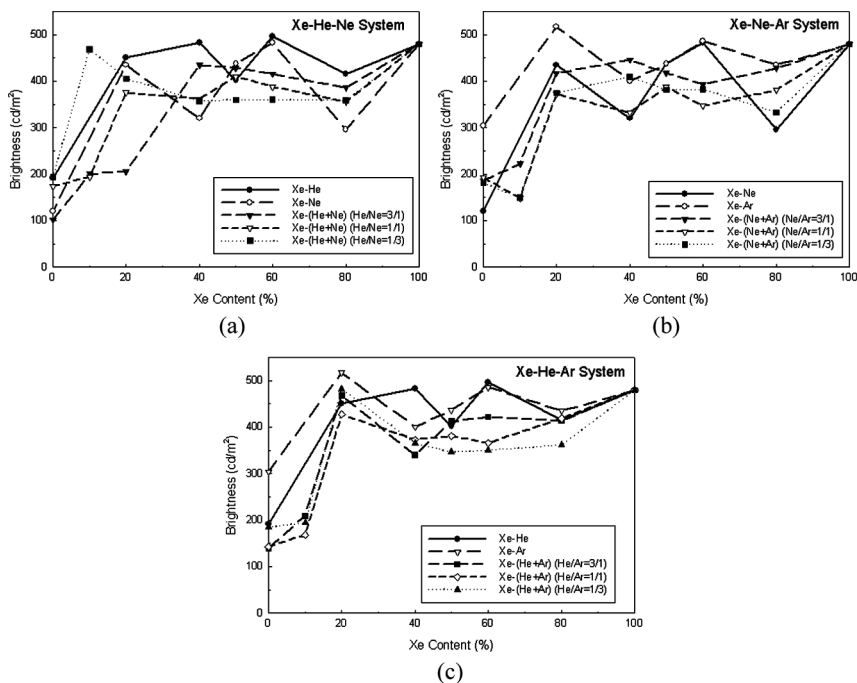 Xe-He-Ne System
500
400
300
200
100
0
Brightness (cd/m²)
Xe-He
Xe-Ne
Xe-(He+Ne) (He/Ne=3/1)
Xe-(He+Ne) (He/Ne=1/1)
Xe-(He+Ne) (He/Ne=1/3)
0 20 40 60 80 100
Xe Content (%)
(a)
Xe-Ne-Ar System
500
400
300
200
100
0
Brightness (cd/m²)
Xe-Ne
Xe-Ar
Xe-(Ne+Ar) (Ne/Ar=3/1)
Xe-(Ne+Ar) (Ne/Ar=1/1)
Xe-(Ne+Ar) (Ne/Ar=1/3)
0 20 40 60 80 100
Xe Content (%)
(b)
Xe-He-Ar System
500
400
300
200
100
0
Brightness (cd/m²)
Xe-He
Xe-Ar
Xe-(He+Ar) (He/Ar=3/1)
Xe-(He+Ar) (He/Ar=1/1)
Xe-(He+Ar) (He/Ar=1/3)
0 20 40 60 80 100
Xe Content (%)
(c)